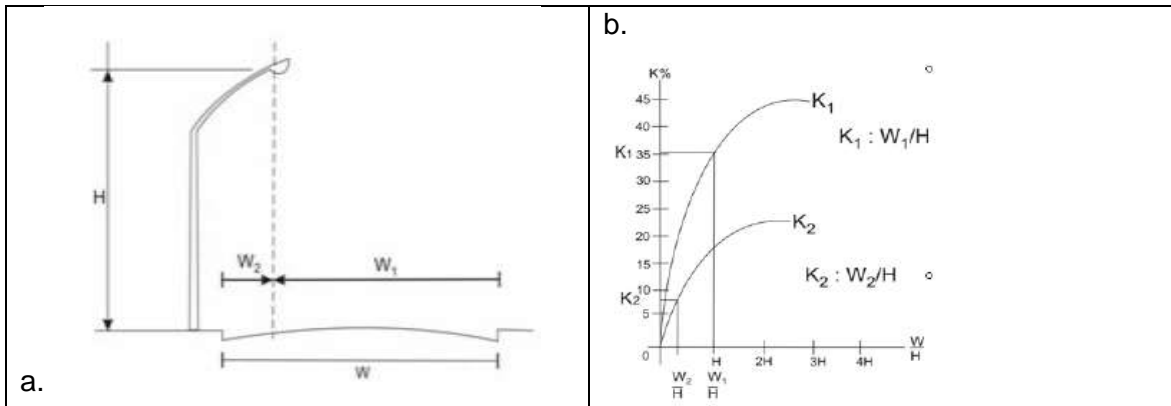 a.
H
W₂
W₁
W
b.
K%
45
40
K₁
35
30
25
20
15
10
K₂
5
0
H
2H
3H
4H
W
H
W₂
H
W₁
H
K₁
K₂
K₁ : W₁/H
K₂ : W₂/H